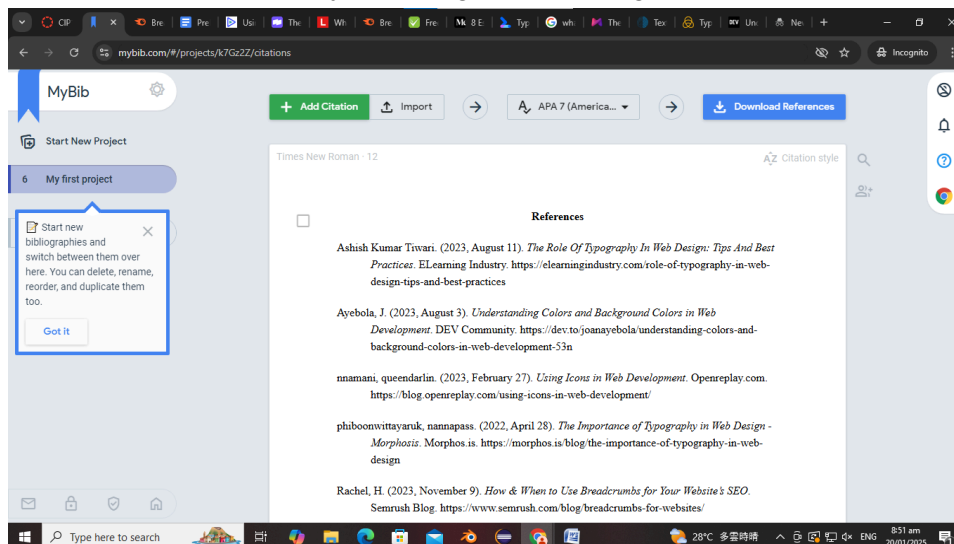 CIP
Bre
Pre
Usi
The
Wh
Bre
Fre
8 E
Typ
wh
The
Tex
Typ
Un
Ne
mybib.com/#/projects/k7Gz2Z/citations
Incognito
MyBib
Add Citation
Import
APA 7 (America...
Download References
Start New Project
6 My first project
Times New Roman · 12
Citation style
Start new
bibliographies and
switch between them over
here. You can delete, rename,
reorder, and duplicate them
too.
Got it
References
Ashish Kumar Tiwari. (2023, August 11). The Role Of Typography In Web Design: Tips And Best
Practices. ELearning Industry. https://elearningindustry.com/role-of-typography-in-web-
design-tips-and-best-practices
Ayebola, J. (2023, August 3). Understanding Colors and Background Colors in Web
Development. DEV Community. https://dev.to/joanayebola/understanding-colors-and-
background-colors-in-web-development-53n
nnamani, queendarlin. (2023, February 27). Using Icons in Web Development. Openreplay.com.
https://blog.openreplay.com/using-icons-in-web-development/
phiboonwittayaruk, nannapass. (2022, April 28). The Importance of Typography in Web Design -
Morphosis. Morphos.is. https://morphos.is/blog/the-importance-of-typography-in-web-
design
Rachel, H. (2023, November 9). How & When to Use Breadcrumbs for Your Website's SEO.
Semrush Blog. https://www.semrush.com/blog/breadcrumbs-for-websites/
Type here to search
28°C 多雲時晴
ENG
8:51 am
20/01/2025